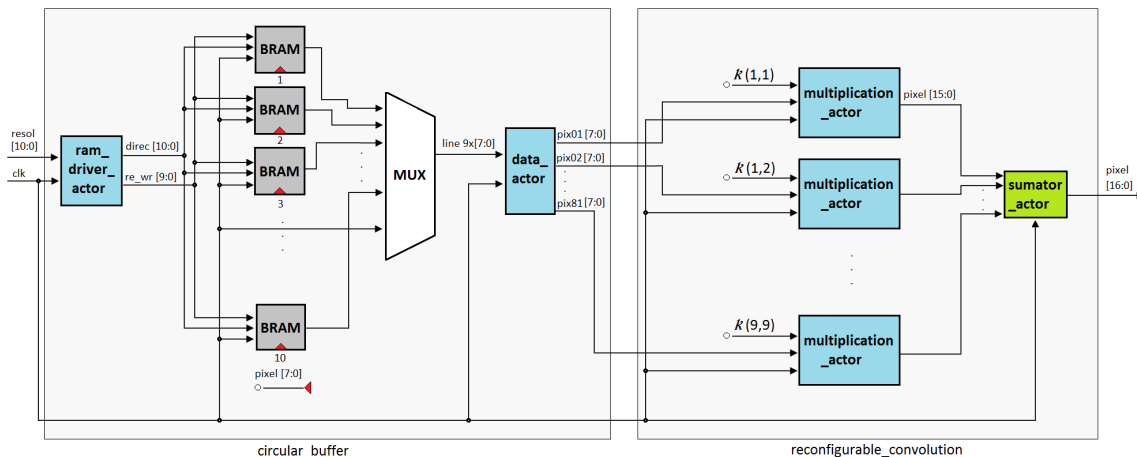 resol
[10:0]
clk
ram_
driver_
actor
direc [10:0]
re_wr [9:0]
BRAM
1
BRAM
2
BRAM
3
BRAM
10
pixel [7:0]
MUX
line 9x[7:0]
data_
actor
pix01 [7:0]
pix02 [7:0]
pix81 [7:0]
circular_buffer
k (1,1)
multiplication
_actor
pixel [15:0]
k (1,2)
multiplication
_actor
k (9,9)
multiplication
_actor
sumator
_actor
pixel
[16:0]
reconfigurable_convolution